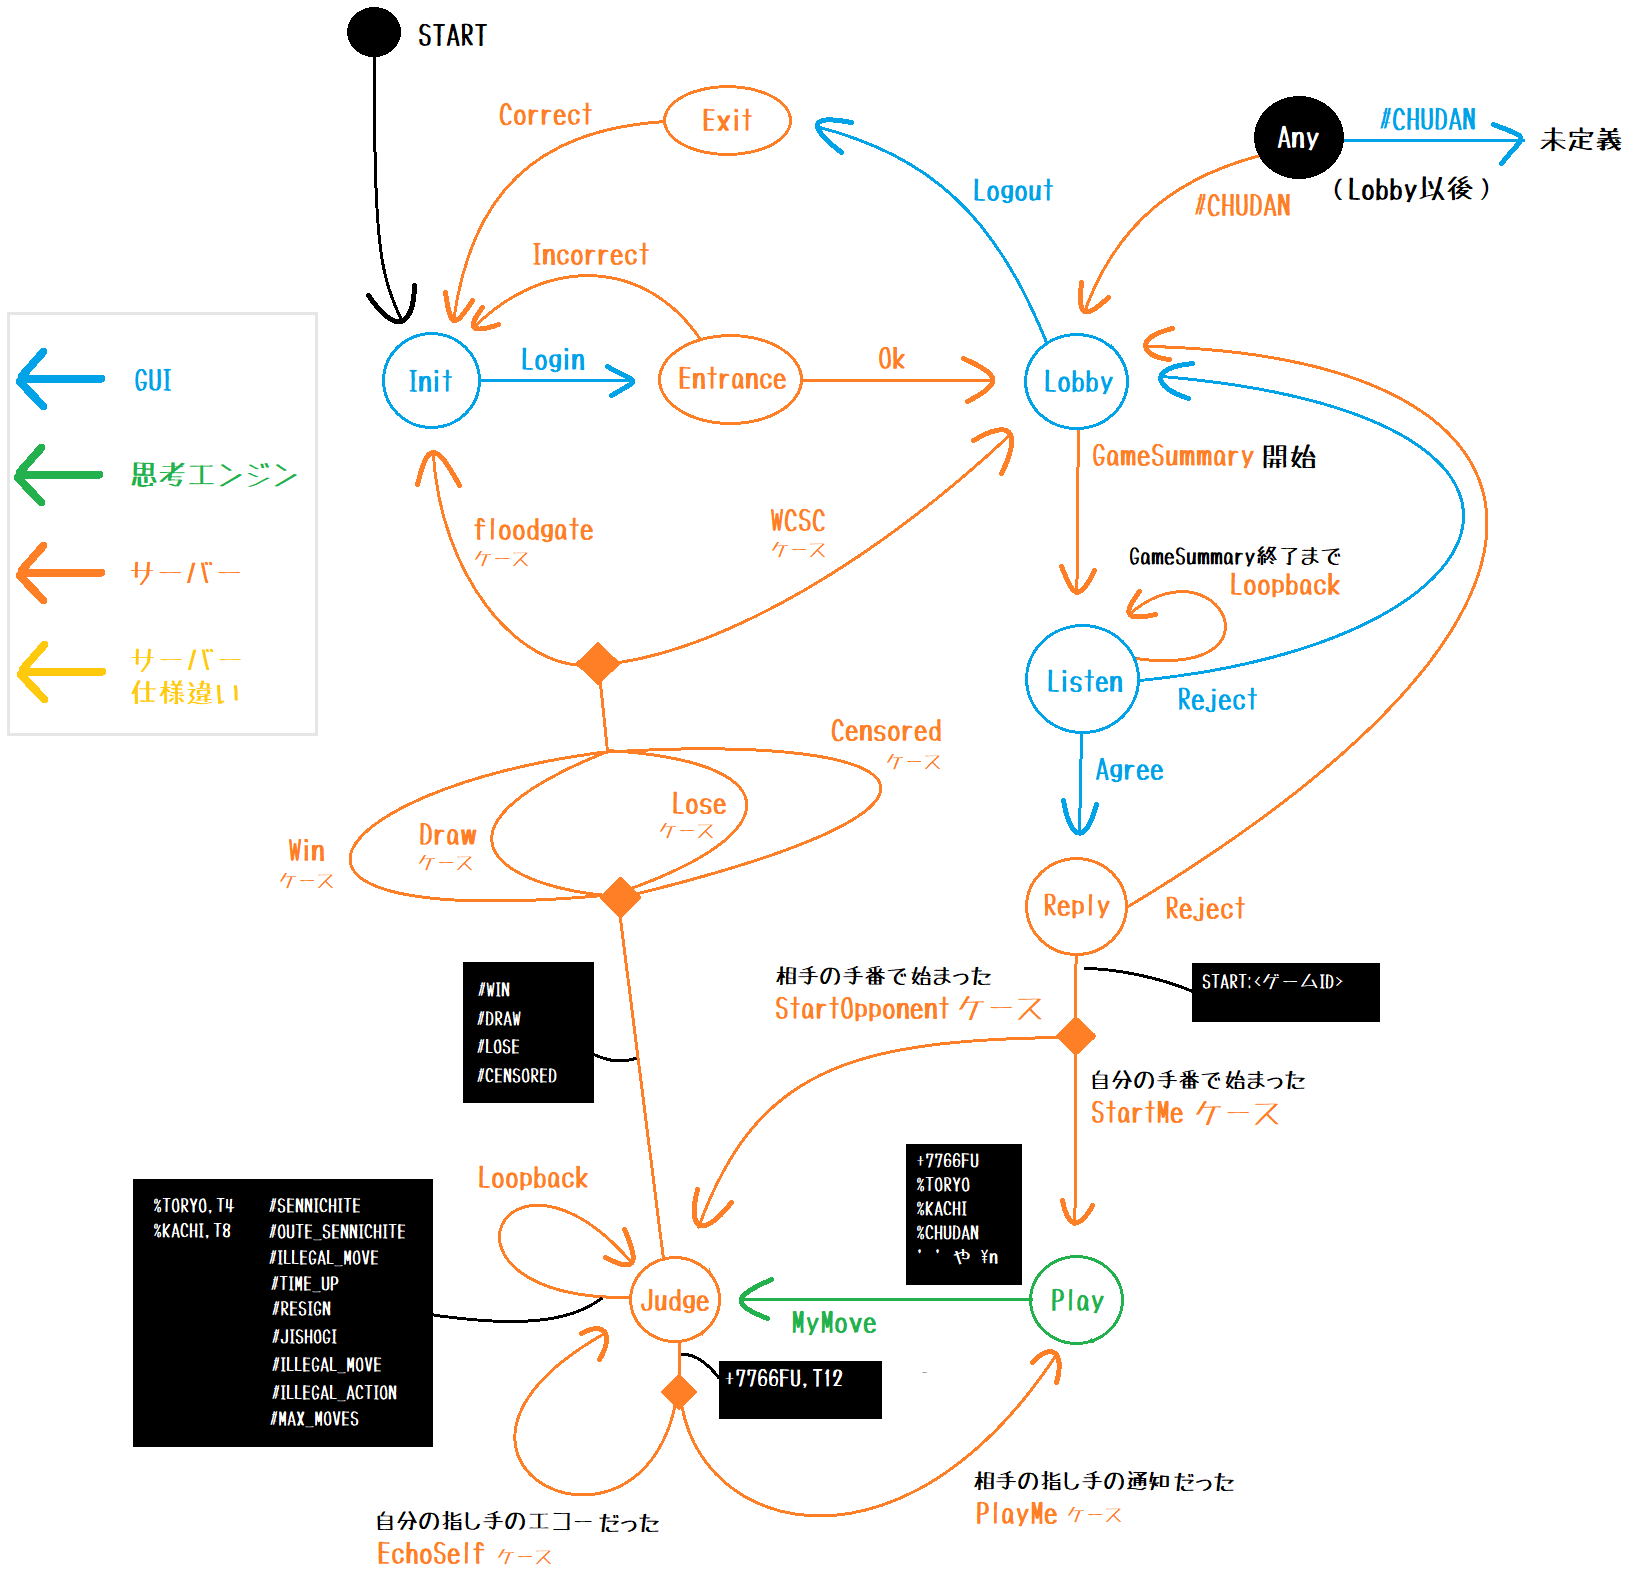 START
Correct
Exit
Any
#CHUDAN
未定義
(Lobby以後)
#CHUDAN
Logout
Incorrect
Init
Login
Entrance
Ok
Lobby
GUI
思考エンジン
サーバー
サーバー
仕様違い
GameSummary 開始
floodgate
ケース
WCSC
ケース
GameSummary終了まで
Loopback
Listen
Reject
Agree
Censored
ケース
Lose
ケース
Draw
ケース
Win
ケース
Reply
Reject
START:<ゲームID>
#WIN
#DRAW
#LOSE
#CENSORED
相手の手番で始まった
StartOpponent ケース
自分の手番で始まった
StartMe ケース
+7766FU
%TORYO
%KACHI
%CHUDAN
' ' や ¥n
Loopback
%TORYO,T4 #SENNICHITE
%KACHI,T8 #OUTE_SENNICHITE
#ILLEGAL_MOVE
#TIME_UP
#RESIGN
#JISHOGI
#ILLEGAL_MOVE
#ILLEGAL_ACTION
#MAX_MOVES
Judge
MyMove
Play
+7766FU,T12
自分の指し手のエコーだった
EchoSelf ケース
相手の指し手の通知だった
PlayMe ケース